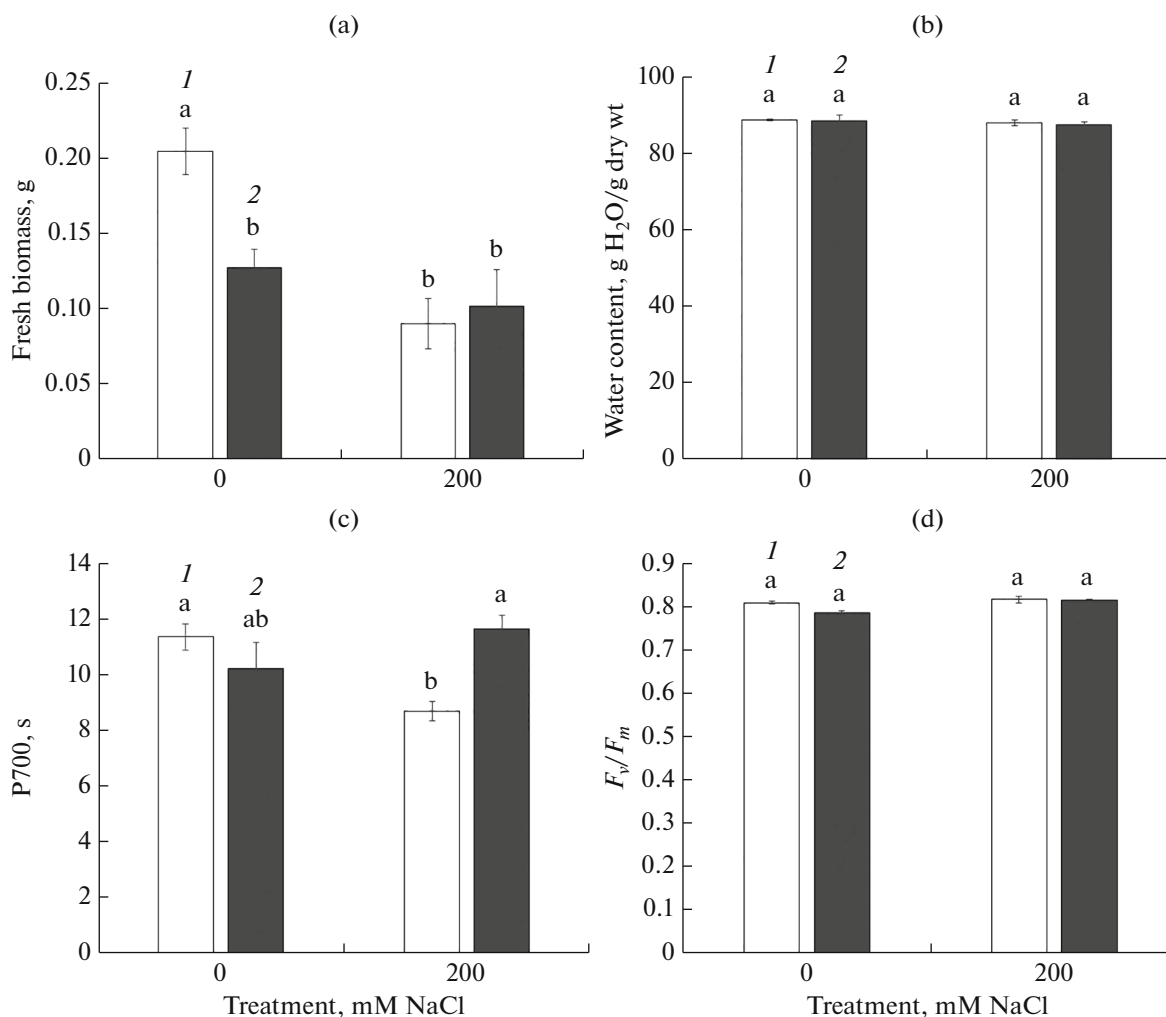 (a)
Fresh biomass, g
0.25
0.20
0.15
0.10
0.05
0
1
a
2
b
b
b
0
200
(b)
Water content, g H₂O/g dry wt
100
80
60
40
20
0
1
a
2
a
a
a
0
200
(c)
P700, s
14
12
10
8
6
4
2
0
1
a
2
ab
b
a
0
200
Treatment, mM NaCl
(d)
Fv/Fm
0.9
0.8
0.7
0.6
0.5
0.4
0.3
0.2
0.1
0
1
a
2
a
a
a
0
200
Treatment, mM NaCl